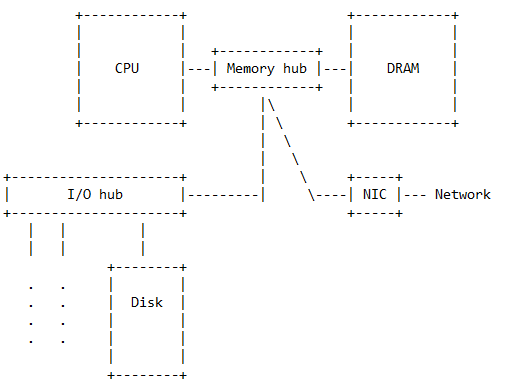 CPU
Memory hub
DRAM
I/O hub
NIC
Network
Disk